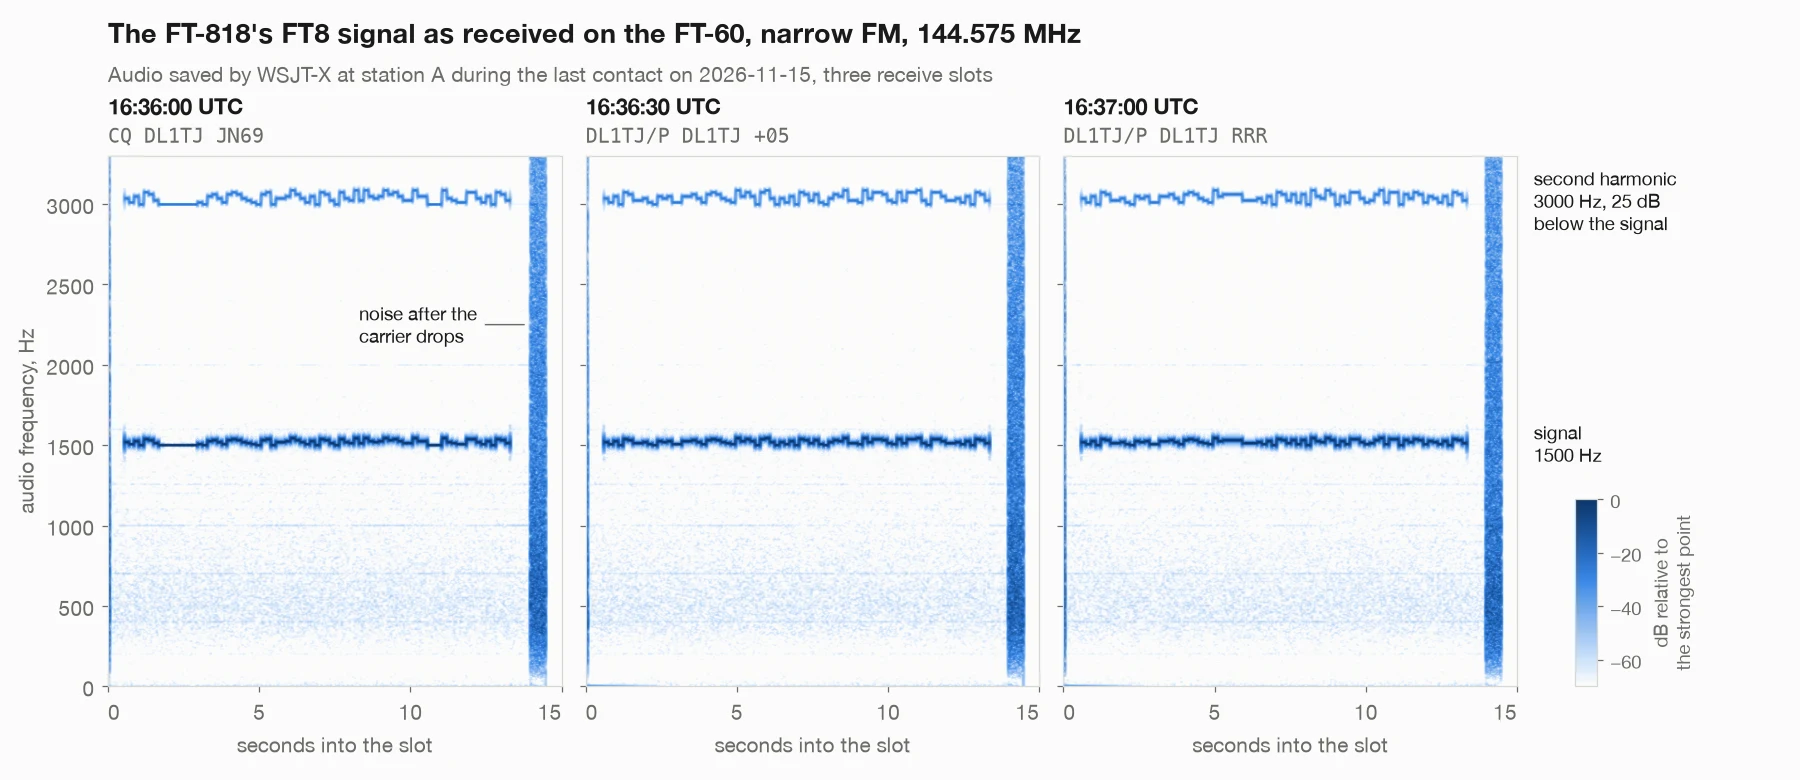 The FT-818's FT8 signal as received on the FT-60, narrow FM, 144.575 MHz
Audio saved by WSJT-X at station A during the last contact on 2026-11-15, three receive slots
16:36:00 UTC
CQ DL1TJ JN69
16:36:30 UTC
DL1TJ/P DL1TJ +05
16:37:00 UTC
DL1TJ/P DL1TJ RRR
audio frequency, Hz
3000
2500
2000
1500
1000
500
0
noise after the
carrier drops
second harmonic
3000 Hz, 25 dB
below the signal
signal
1500 Hz
0
−20
−40
−60
dB relative to
the strongest point
0 5 10 15
0 5 10 15
0 5 10 15
seconds into the slot
seconds into the slot
seconds into the slot